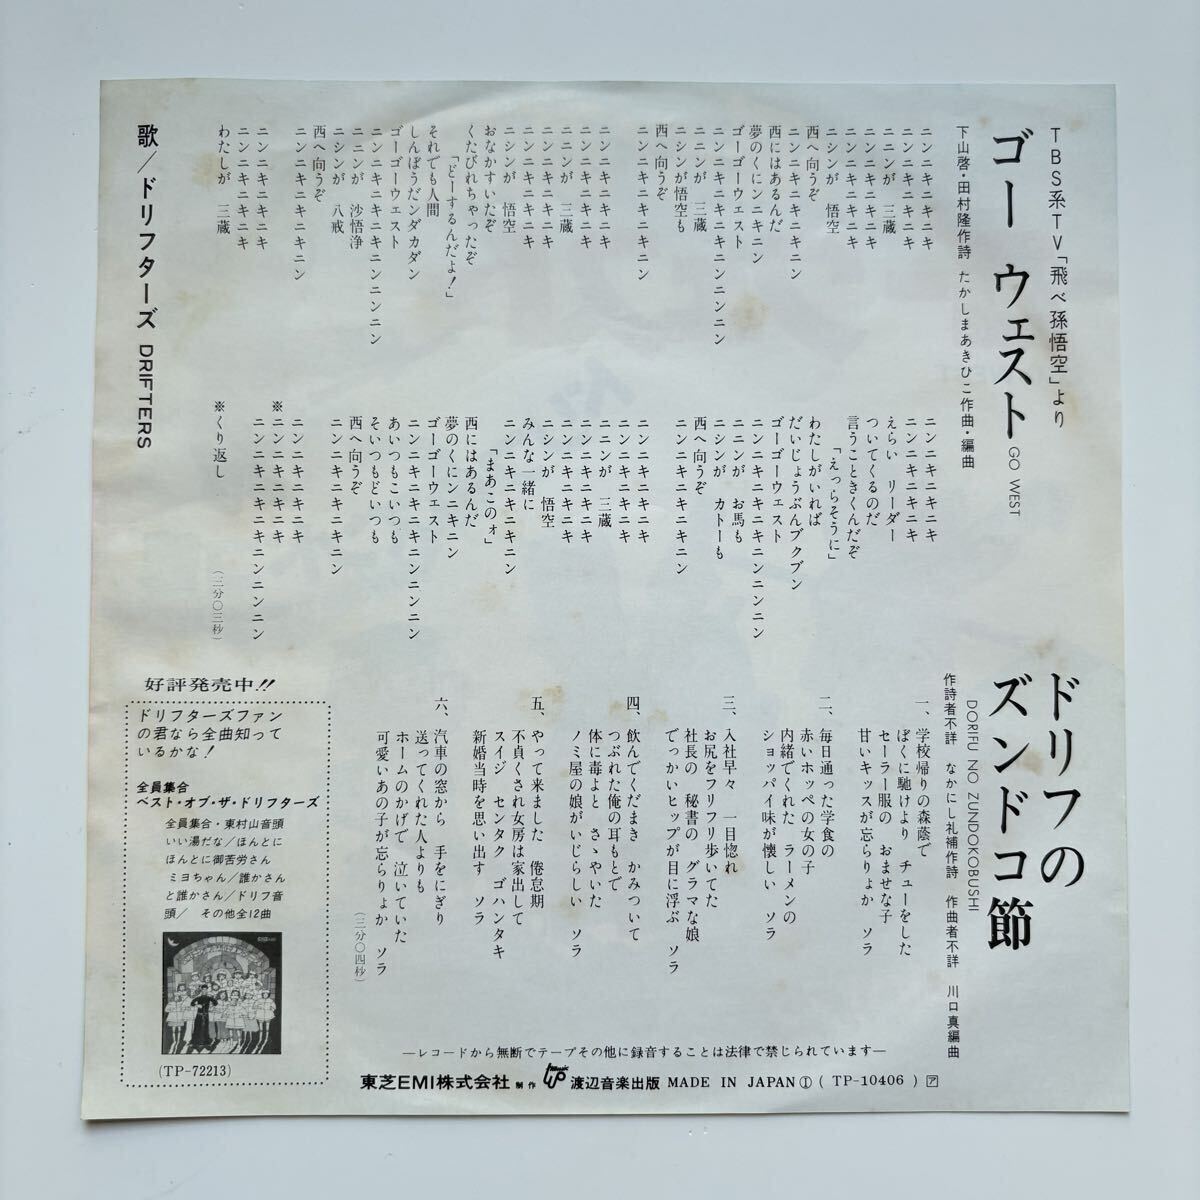 TBS系TV「飛べ孫悟空」より
ゴー ウェスト GO WEST
下山啓・田村隆作詩 たかしまあきひこ作曲・編曲
ニンニキニキニキ
ニンニキニキニキ
ニニンが 三蔵
ニンニキニキニキ
ニンニキニキニキ
ニシンが 悟空
西へ向うぞ
ニンニキニキニキニン
西にはあるんだ
夢のくにンニキニン
ゴーゴーウェスト
ニンニキニキニキニンニンニン
ニニンが 三蔵
ニシンが悟空も
西へ向うぞ
ニンニキニキニキニン
ニンニキニキニキ
ニンニキニキニキ
ニニンが 三蔵
ニンニキニキニキ
ニンニキニキニキ
ニシンが 悟空
おなかすいたぞ
くたびれちゃったぞ
「どーするんだよ!」
それでも人間
しんぼうだンダカダン
ゴーゴーウェスト
ニンニキニキニキニンニンニン
ニニンが 沙悟浄
ニシンが 八戒
西へ向うぞ
ニンニキニキニキニン
ニンニキニキニキ
ニンニキニキニキ
わたしが 三蔵
ニンニキニキニキ
ニンニキニキニキ
えらい リーダー
ついてくるのだ
言うこときくんだぞ
「えっらそうに」
わたしがいれば
だいじょうぶンブクブン
ゴーゴーウェスト
ニンニキニキニキニンニンニン
ニニンが お馬も
ニシンが カトーも
西へ向うぞ
ニンニキニキニキニン
ニンニキニキニキ
ニンニキニキニキ
ニニンが 三蔵
ニンニキニキニキ
ニンニキニキニキ
ニシンが 悟空
みんな一緒に
ニンニキニキニキニン
「まあこのォ」
西にはあるんだ
夢のくにンニキニン
ゴーゴーウェスト
ニンニキニキニキニンニンニン
あいつもこいつも
そいつもどいつも
西へ向うぞ
ニンニキニキニキニン
ニンニキニキニキ
※ニンニキニキニキ
ニンニキニキニキニンニンニン
※くり返し
(三分〇三秒)
歌/ドリフターズ DRIFTERS
ドリフの
ズンドコ節
DORIFU NO ZUNDOKOBUSHI
作詩者不詳 なかにし礼補作詩 作曲者不詳 川口真編曲
一、学校帰りの森蔭で
ぼくに馳けより チューをした
セーラー服の おませな子
甘いキッスが忘らりょか ソラ
二、毎日通った学食の
赤いホッペの女の子
内緒でくれた ラーメンの
ショッパイ味が懐しい ソラ
三、入社早々 一目惚れ
お尻をフリフリ歩いてた
社長の 秘書の グラマな娘
でっかいヒップが目に浮ぶ ソラ
四、飲んでくだまき かみついて
つぶれた俺の耳もとで
体に毒よと さゝやいた
ノミ屋の娘がいじらしい ソラ
五、やって来ました 倦怠期
不貞くされ女房は家出して
スイジ センタク ゴハンタキ
新婚当時を思い出す ソラ
六、汽車の窓から 手をにぎり
送ってくれた人よりも
ホームのかげで 泣いていた
可愛いあの子が忘らりょか ソラ
(三分〇四秒)
好評発売中!!
ドリフターズファン
の君なら全曲知って
いるかな!
全員集合
ベスト・オブ・ザ・ドリフターズ
全員集合・東村山音頭
いい湯だな/ほんとに
ほんとに御苦労さん
ミヨちゃん/誰かさん
と誰かさん/ドリフ音
頭/ その他全12曲
(TP-72213)
―レコードから無断でテープその他に録音することは法律で禁じられています―
東芝EMI株式会社 制作 渡辺音楽出版 MADE IN JAPAN Ⓘ ( TP-10406 ) ア